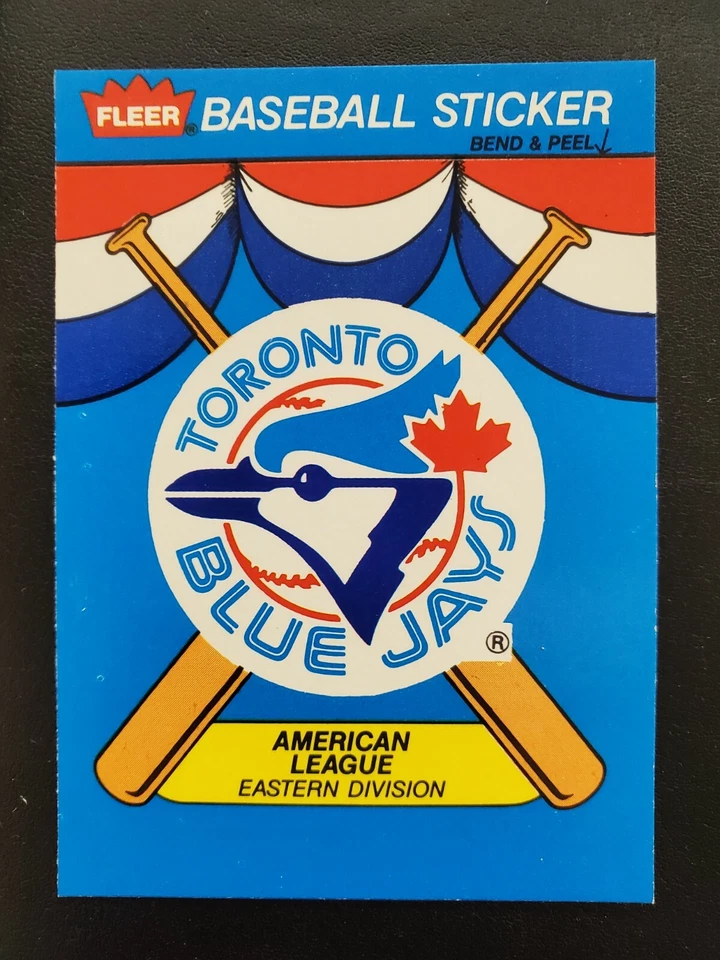 FLEER® BASEBALL STICKER
BEND & PEEL
TORONTO
BLUE JAYS
®
AMERICAN
LEAGUE
EASTERN DIVISION